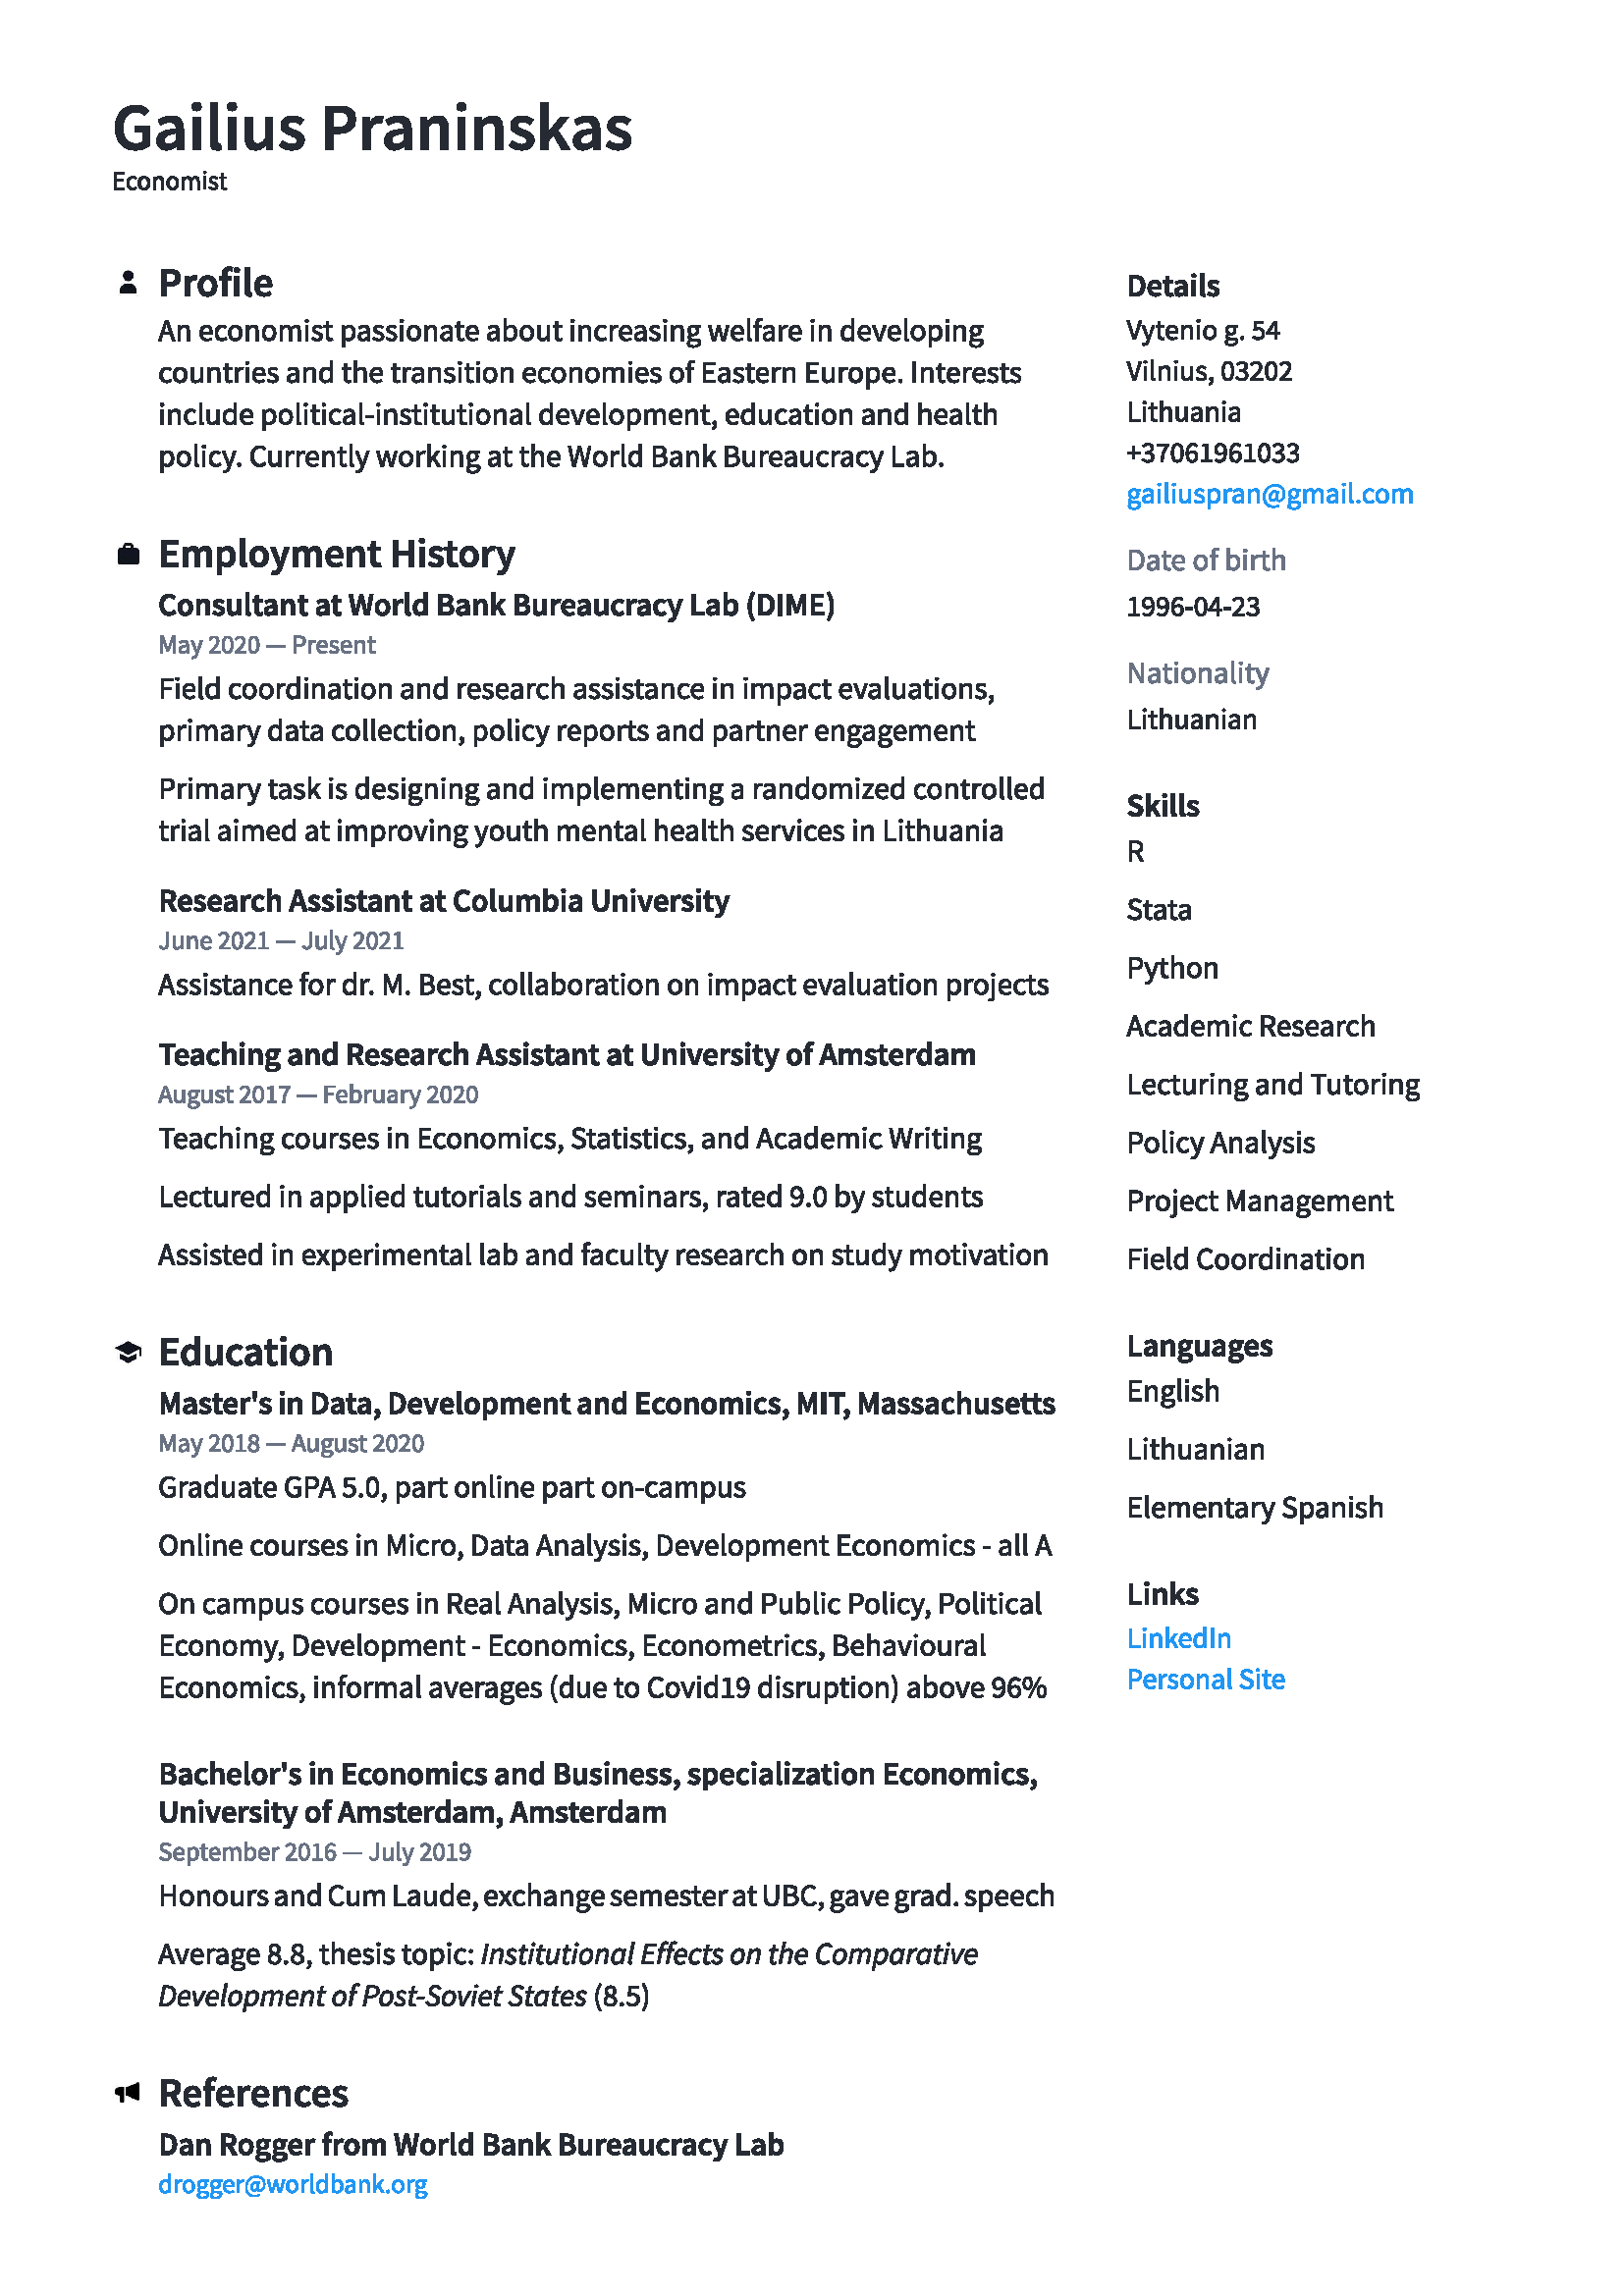 Gailius Praninskas
Economist
Profile
An economist passionate about increasing welfare in developing
countries and the transition economies of Eastern Europe. Interests
include political-institutional development, education and health
policy. Currently working at the World Bank Bureaucracy Lab.
Employment History
Consultant at World Bank Bureaucracy Lab (DIME)
May 2020 — Present
Field coordination and research assistance in impact evaluations,
primary data collection, policy reports and partner engagement
Primary task is designing and implementing a randomized controlled
trial aimed at improving youth mental health services in Lithuania
Research Assistant at Columbia University
June 2021 — July 2021
Assistance for dr. M. Best, collaboration on impact evaluation projects
Teaching and Research Assistant at University of Amsterdam
August 2017 — February 2020
Teaching courses in Economics, Statistics, and Academic Writing
Lectured in applied tutorials and seminars, rated 9.0 by students
Assisted in experimental lab and faculty research on study motivation
Education
Master's in Data, Development and Economics, MIT, Massachusetts
May 2018 — August 2020
Graduate GPA 5.0, part online part on-campus
Online courses in Micro, Data Analysis, Development Economics - all A
On campus courses in Real Analysis, Micro and Public Policy, Political
Economy, Development - Economics, Econometrics, Behavioural
Economics, informal averages (due to Covid19 disruption) above 96%
Bachelor's in Economics and Business, specialization Economics,
University of Amsterdam, Amsterdam
September 2016 — July 2019
Honours and Cum Laude, exchange semester at UBC, gave grad. speech
Average 8.8, thesis topic: Institutional Effects on the Comparative
Development of Post-Soviet States (8.5)
References
Dan Rogger from World Bank Bureaucracy Lab
drogger@worldbank.org
Details
Vytenio g. 54
Vilnius, 03202
Lithuania
+37061961033
gailiuspran@gmail.com
Date of birth
1996-04-23
Nationality
Lithuanian
Skills
R
Stata
Python
Academic Research
Lecturing and Tutoring
Policy Analysis
Project Management
Field Coordination
Languages
English
Lithuanian
Elementary Spanish
Links
LinkedIn
Personal Site